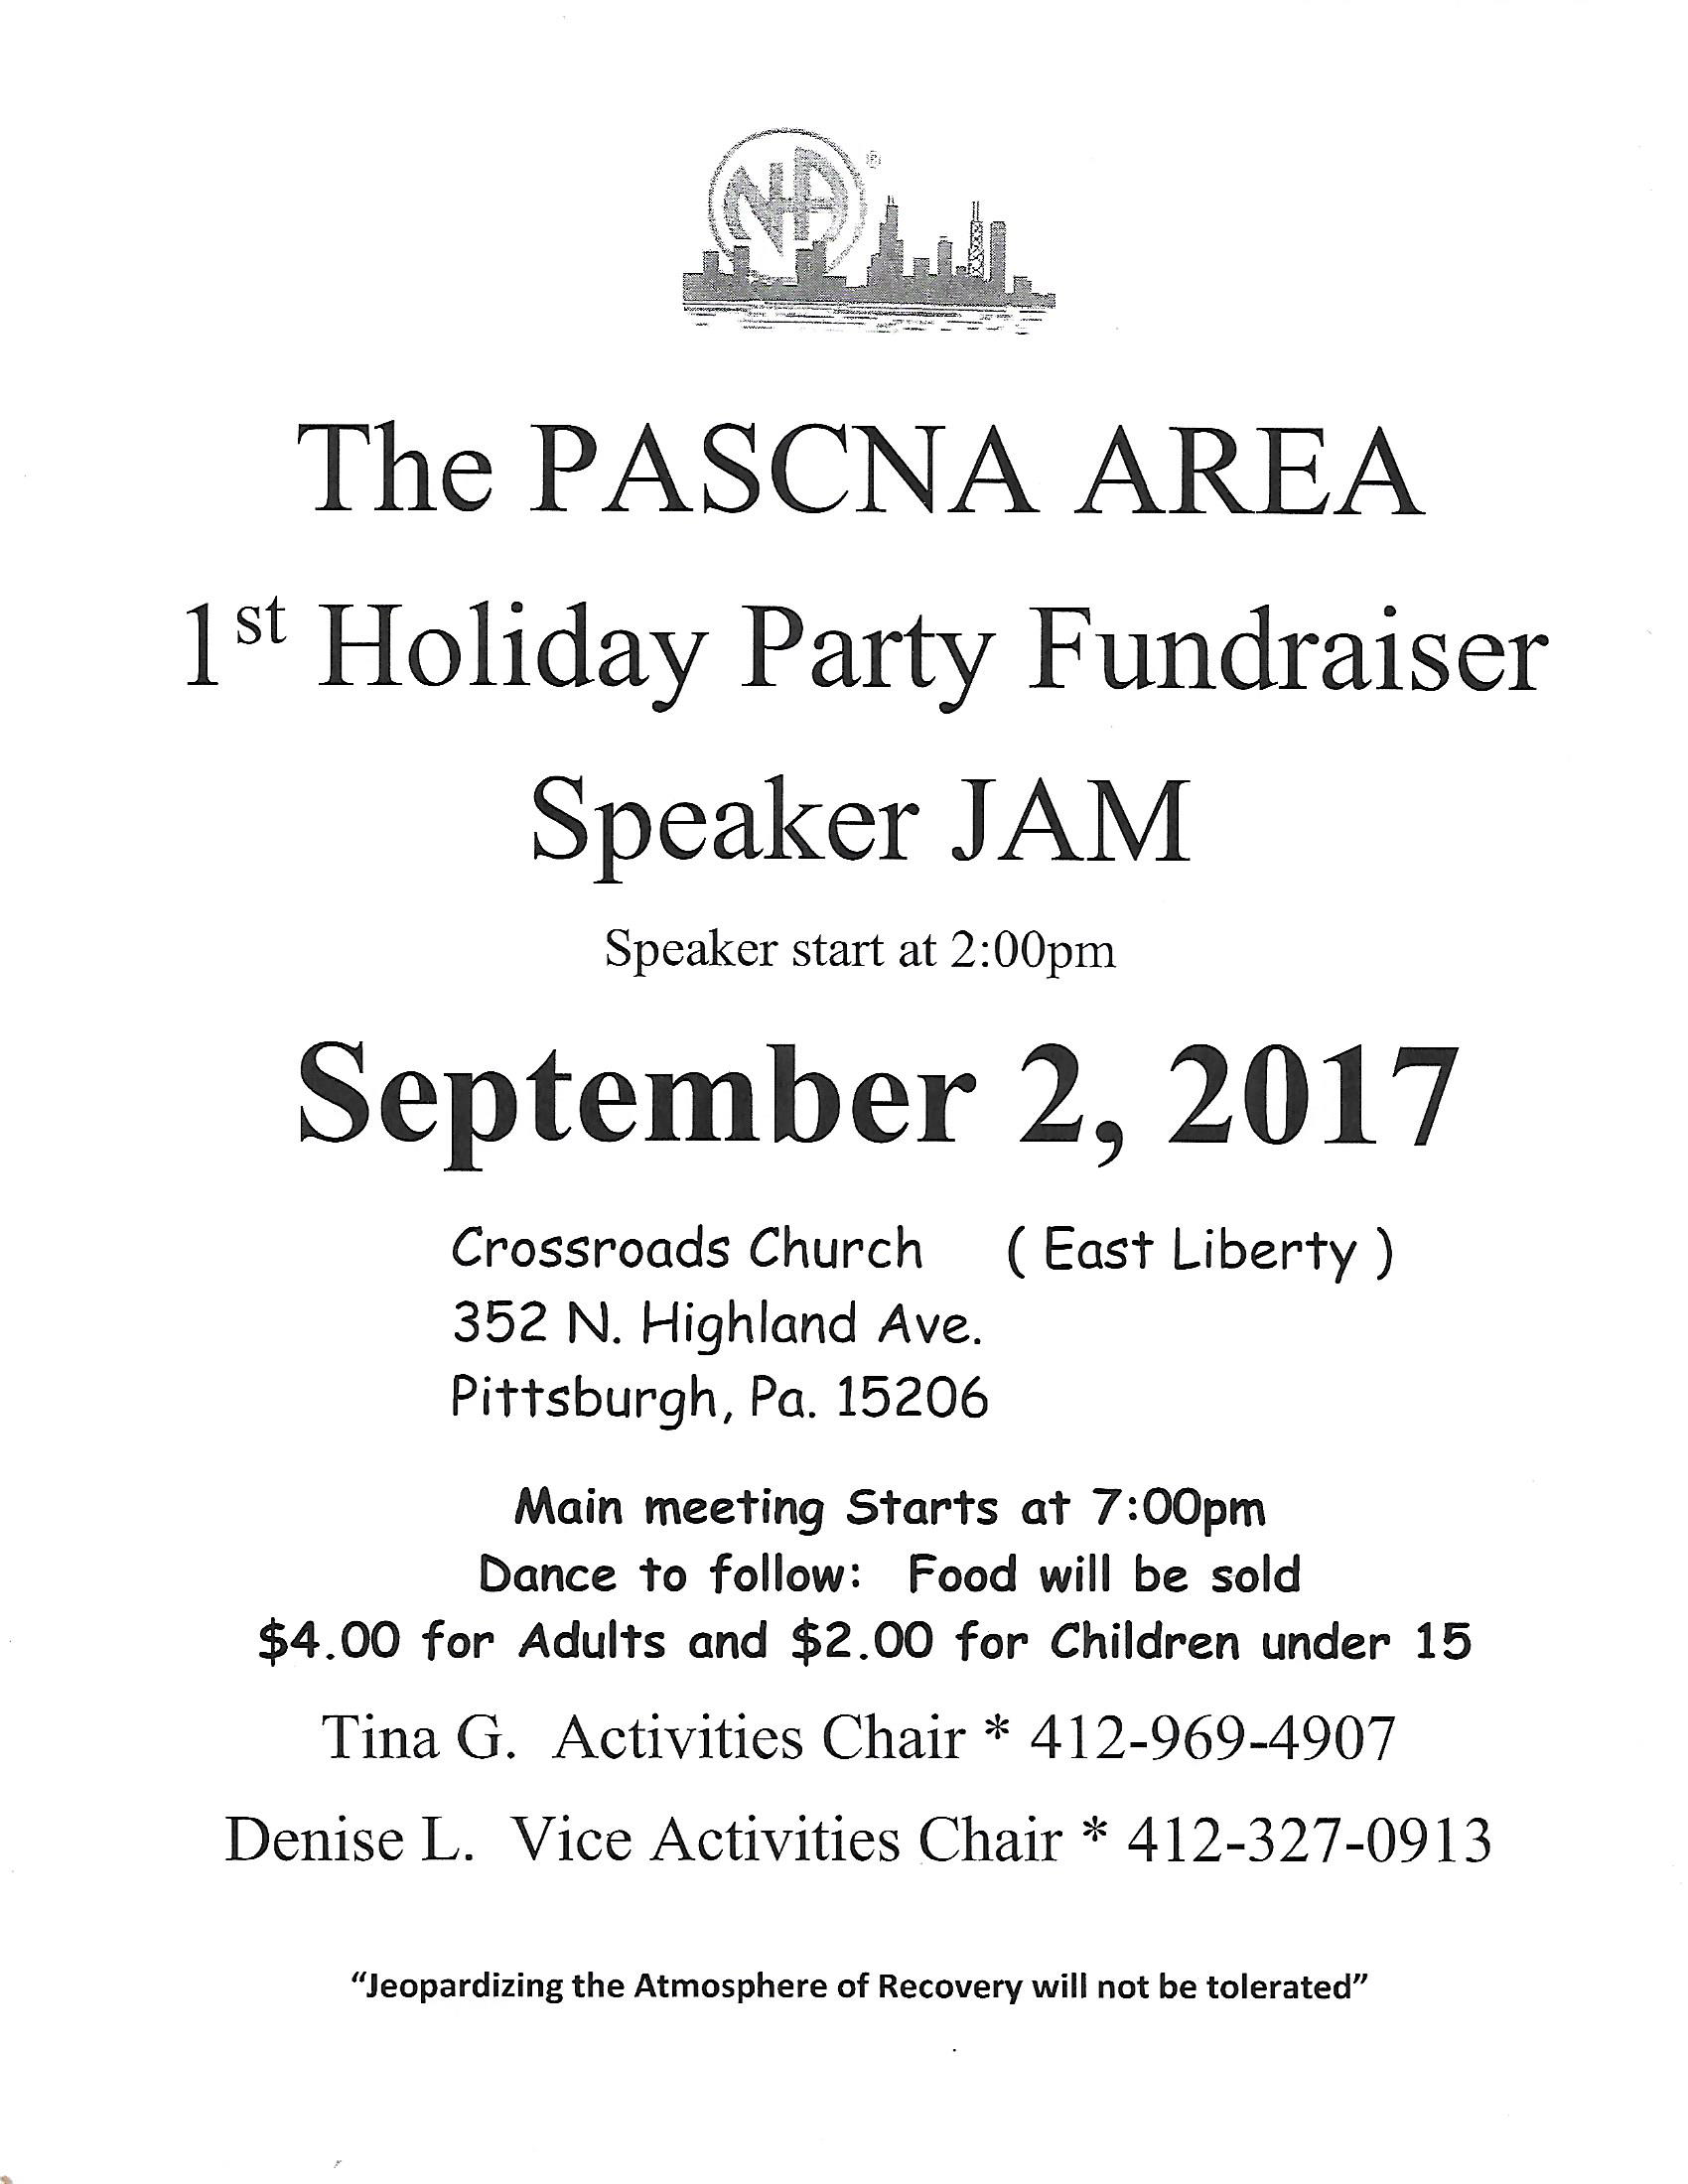 NA ®
The PASCNA AREA
1st Holiday Party Fundraiser
Speaker JAM
Speaker start at 2:00pm
September 2, 2017
Crossroads Church ( East Liberty )
352 N. Highland Ave.
Pittsburgh, Pa. 15206
Main meeting Starts at 7:00pm
Dance to follow: Food will be sold
$4.00 for Adults and $2.00 for Children under 15
Tina G. Activities Chair * 412-969-4907
Denise L. Vice Activities Chair * 412-327-0913
“Jeopardizing the Atmosphere of Recovery will not be tolerated”